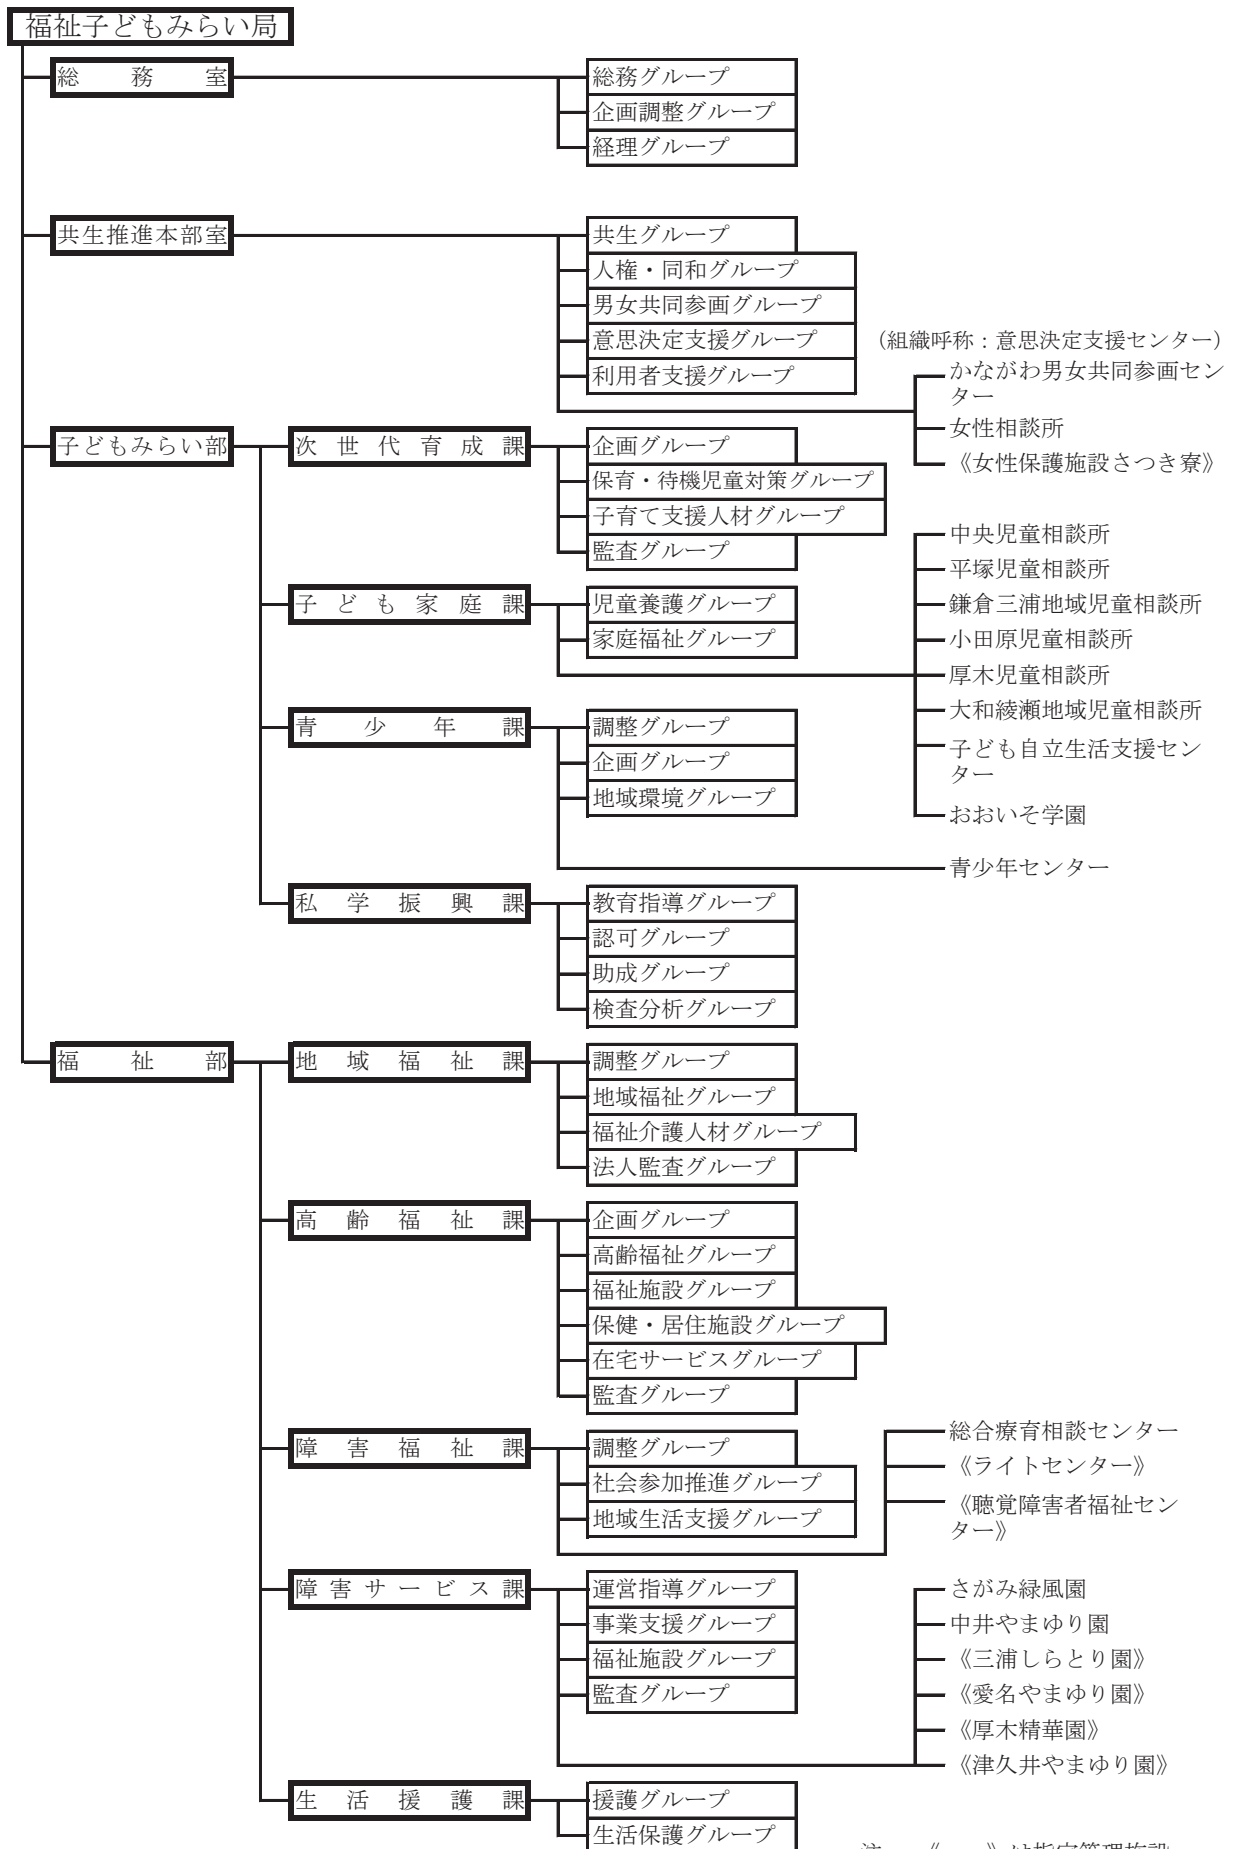 福祉子どもみらい局
総務室
総務グループ
企画調整グループ
経理グループ
共生推進本部室
共生グループ
人権・同和グループ
男女共同参画グループ
意思決定支援グループ
（組織呼称：意思決定支援センター）
利用者支援グループ
かながわ男女共同参画セン
ター
女性相談所
《女性保護施設さつき寮》
子どもみらい部
次世代育成課
企画グループ
保育・待機児童対策グループ
子育て支援人材グループ
監査グループ
子ども家庭課
児童養護グループ
家庭福祉グループ
中央児童相談所
平塚児童相談所
鎌倉三浦地域児童相談所
小田原児童相談所
厚木児童相談所
大和綾瀬地域児童相談所
子ども自立生活支援セン
ター
おおいそ学園
青少年課
調整グループ
企画グループ
地域環境グループ
青少年センター
私学振興課
教育指導グループ
認可グループ
助成グループ
検査分析グループ
福祉部
地域福祉課
調整グループ
地域福祉グループ
福祉介護人材グループ
法人監査グループ
高齢福祉課
企画グループ
高齢福祉グループ
福祉施設グループ
保健・居住施設グループ
在宅サービスグループ
監査グループ
障害福祉課
調整グループ
社会参加推進グループ
地域生活支援グループ
総合療育相談センター
《ライトセンター》
《聴覚障害者福祉セン
ター》
障害サービス課
運営指導グループ
事業支援グループ
福祉施設グループ
監査グループ
さがみ緑風園
中井やまゆり園
《三浦しらとり園》
《愛名やまゆり園》
《厚木精華園》
《津久井やまゆり園》
生活援護課
援護グループ
生活保護グループ